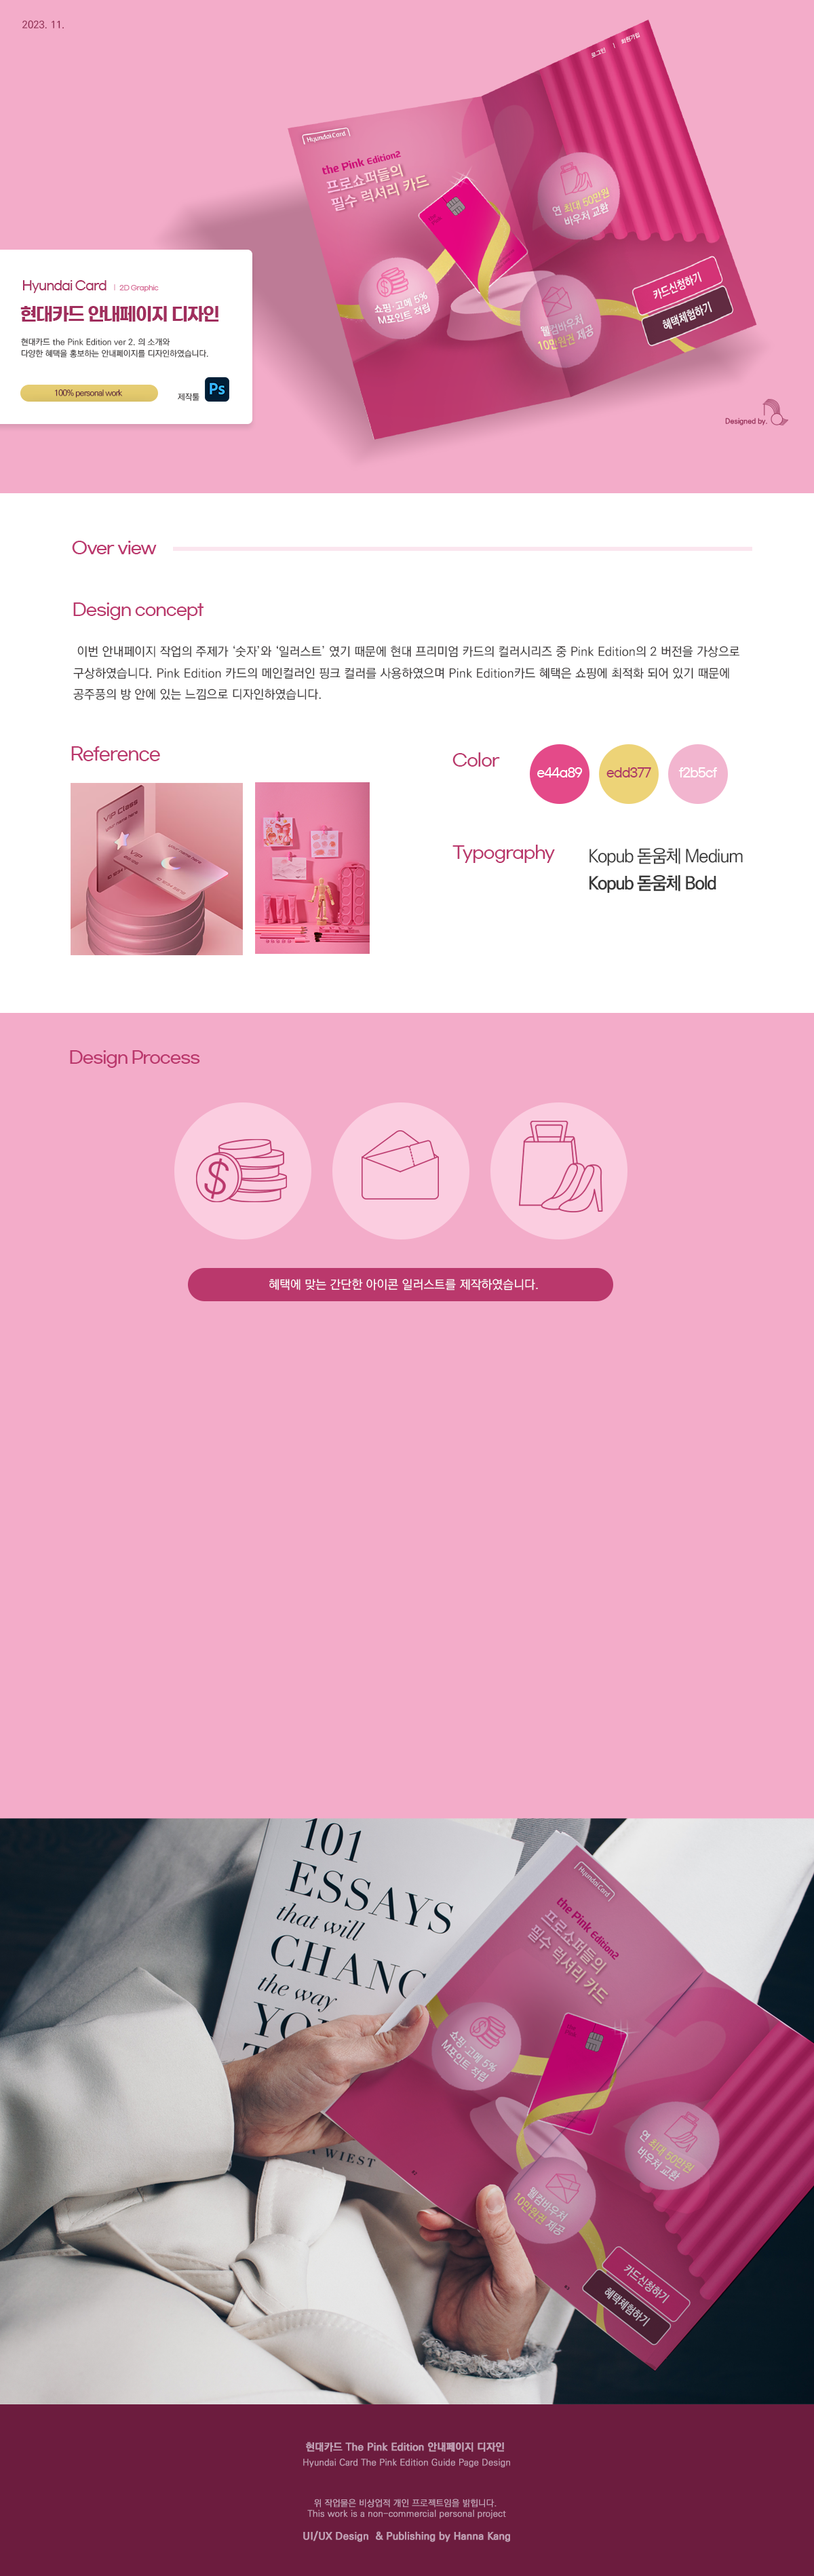 2023. 11.
로그인 | 회원가입
Hyundai Card
the Pink Edition2
프로쇼퍼들의
필수 럭셔리 카드
연 최대 50만원
바우처 교환
쇼핑·고메 5%
M포인트 적립
웰컴바우처
10만원권 제공
카드신청하기
혜택체험하기
Hyundai Card | 2D Graphic
현대카드 안내페이지 디자인
현대카드 the Pink Edition ver 2. 의 소개와
다양한 혜택을 홍보하는 안내페이지를 디자인하였습니다.
100% personal work
제작툴 Ps
Designed by.
Over view
Design concept
이번 안내페이지 작업의 주제가 ‘숫자’와 ‘일러스트’ 였기 때문에 현대 프리미엄 카드의 컬러시리즈 중 Pink Edition의 2 버전을 가상으로
구상하였습니다. Pink Edition 카드의 메인컬러인 핑크 컬러를 사용하였으며 Pink Edition카드 혜택은 쇼핑에 최적화 되어 있기 때문에
공주풍의 방 안에 있는 느낌으로 디자인하였습니다.
Reference
VIP Class
VIP
Color
e44a89
edd377
f2b5cf
Typography
Kopub 돋움체 Medium
Kopub 돋움체 Bold
Design Process
혜택에 맞는 간단한 아이콘 일러스트를 제작하였습니다.
101
ESSAYS
that will
CHANG
the way
YO
WIEST
Hyundai Card
the Pink Edition2
프로쇼퍼들의
필수 럭셔리 카드
쇼핑·고메 5%
M포인트 적립
연 최대 50만원
바우처 교환
웰컴바우처
10만원권 제공
카드신청하기
혜택체험하기
현대카드 The Pink Edition 안내페이지 디자인
Hyundai Card The Pink Edition Guide Page Design
위 작업물은 비상업적 개인 프로젝트임을 밝힙니다.
This work is a non-commercial personal project
UI/UX Design & Publishing by Hanna Kang